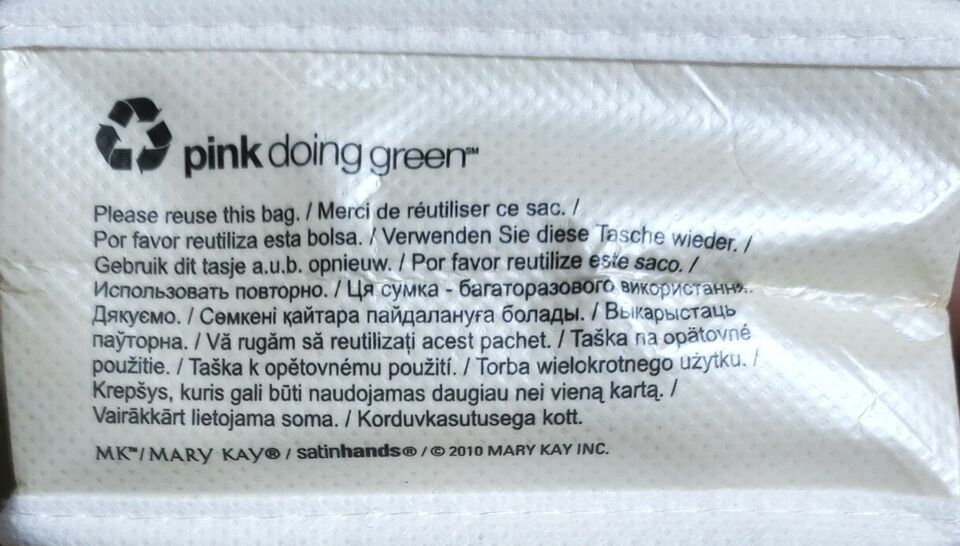 pink doing green℠
Please reuse this bag. / Merci de réutiliser ce sac. /
Por favor reutiliza esta bolsa. / Verwenden Sie diese Tasche wieder. /
Gebruik dit tasje a.u.b. opnieuw. / Por favor reutilize este saco. /
Использовать повторно. / Ця сумка - багаторазового використання.
Дякуємо. / Сөмкені қайтара пайдалануға болады. / Выкарыстаць
паўторна. / Vă rugăm să reutilizați acest pachet. / Taška na opätovné
použitie. / Taška k opětovnému použití. / Torba wielokrotnego użytku. /
Krepšys, kuris gali būti naudojamas daugiau nei vieną kartą. /
Vairākkārt lietojama soma. / Korduvkasutusega kott.
MK™/MARY KAY® / satinhands® / © 2010 MARY KAY INC.